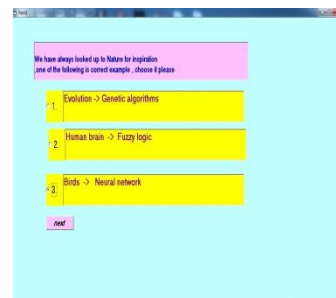 We have always looked up to Nature for inspiration
,one of the following is correct example , choose it please
1. Evolution -> Genetic algorithms
2. Human brain -> Fuzzy logic
3. Birds -> Neural network
next